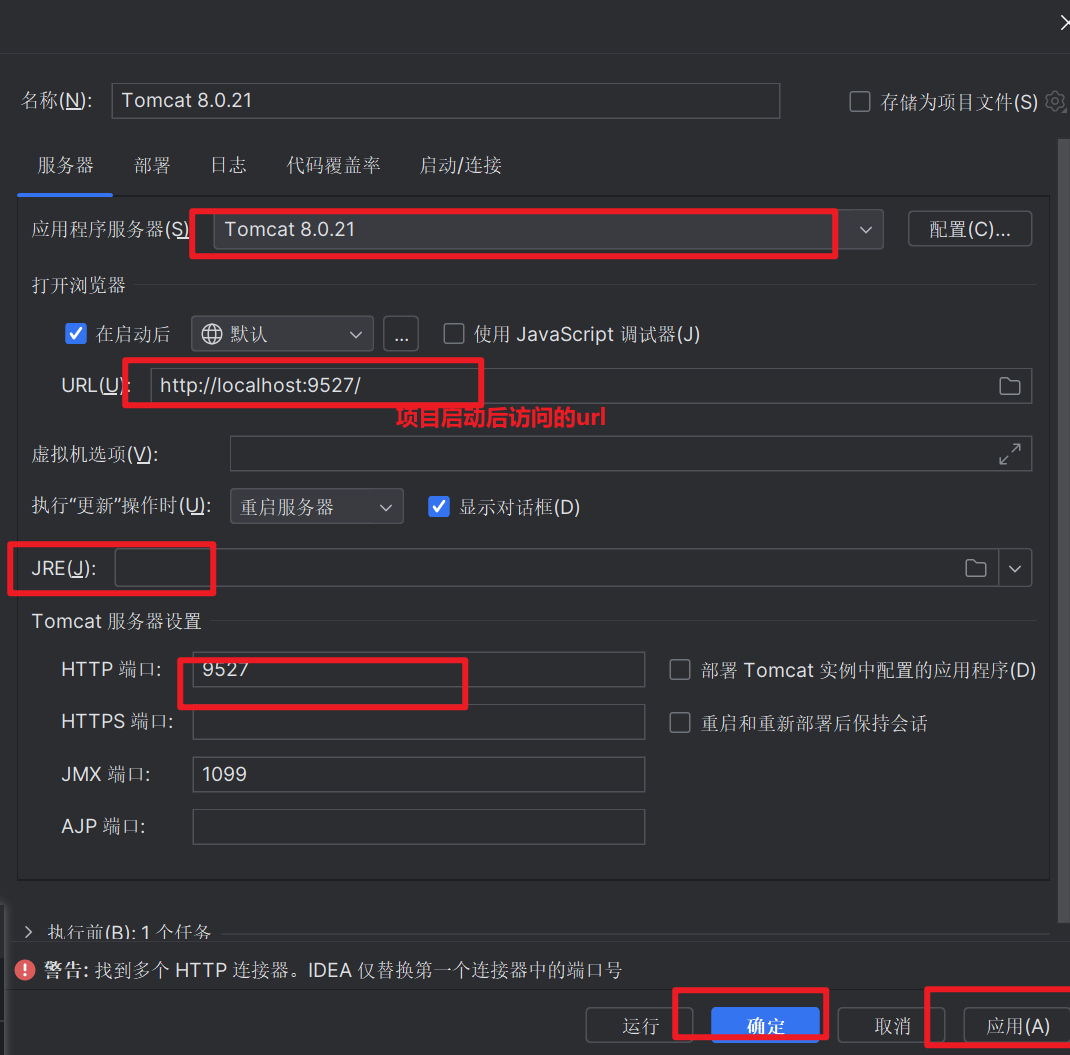 名称(N): Tomcat 8.0.21 存储为项目文件(S)
服务器 部署 日志 代码覆盖率 启动/连接
应用程序服务器(S) Tomcat 8.0.21 配置(C)...
打开浏览器
在启动后 默认 ... 使用 JavaScript 调试器(J)
URL(U): http://localhost:9527/
项目启动后访问的url
虚拟机选项(V):
执行“更新”操作时(U): 重启服务器 显示对话框(D)
JRE(J):
Tomcat 服务器设置
HTTP 端口: 9527 部署 Tomcat 实例中配置的应用程序(D)
HTTPS 端口: 重启和重新部署后保持会话
JMX 端口: 1099
AJP 端口:
执行前(B): 1 个任务
警告: 找到多个 HTTP 连接器。IDEA 仅替换第一个连接器中的端口号
运行 确定 取消 应用(A)